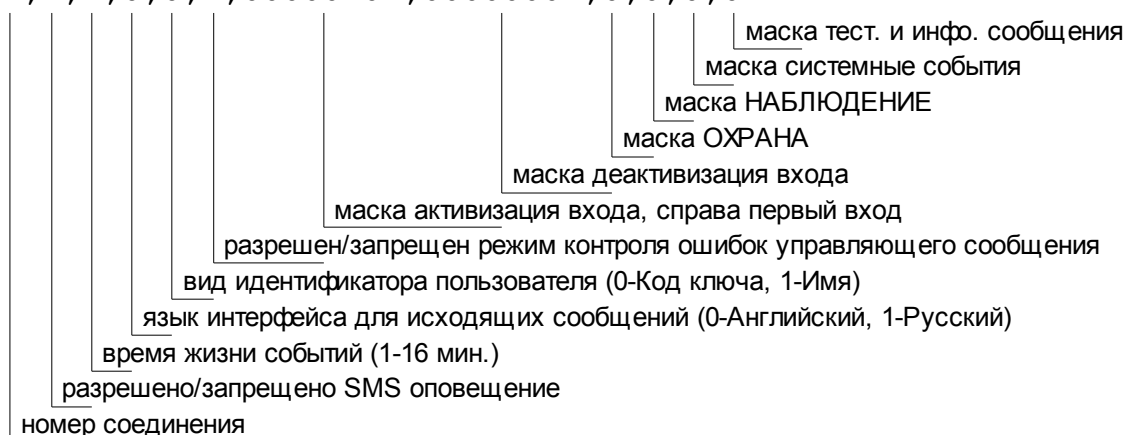 маска тест. и инфо. сообщения
маска системные события
маска НАБЛЮДЕНИЕ
маска ОХРАНА
маска деактивизация входа
маска активизация входа, справа первый вход
разрешен/запрещен режим контроля ошибок управляющего сообщения
вид идентификатора пользователя (0-Код ключа, 1-Имя)
язык интерфейса для исходящих сообщений (0-Английский, 1-Русский)
время жизни событий (1-16 мин.)
разрешено/запрещено SMS оповещение
номер соединения